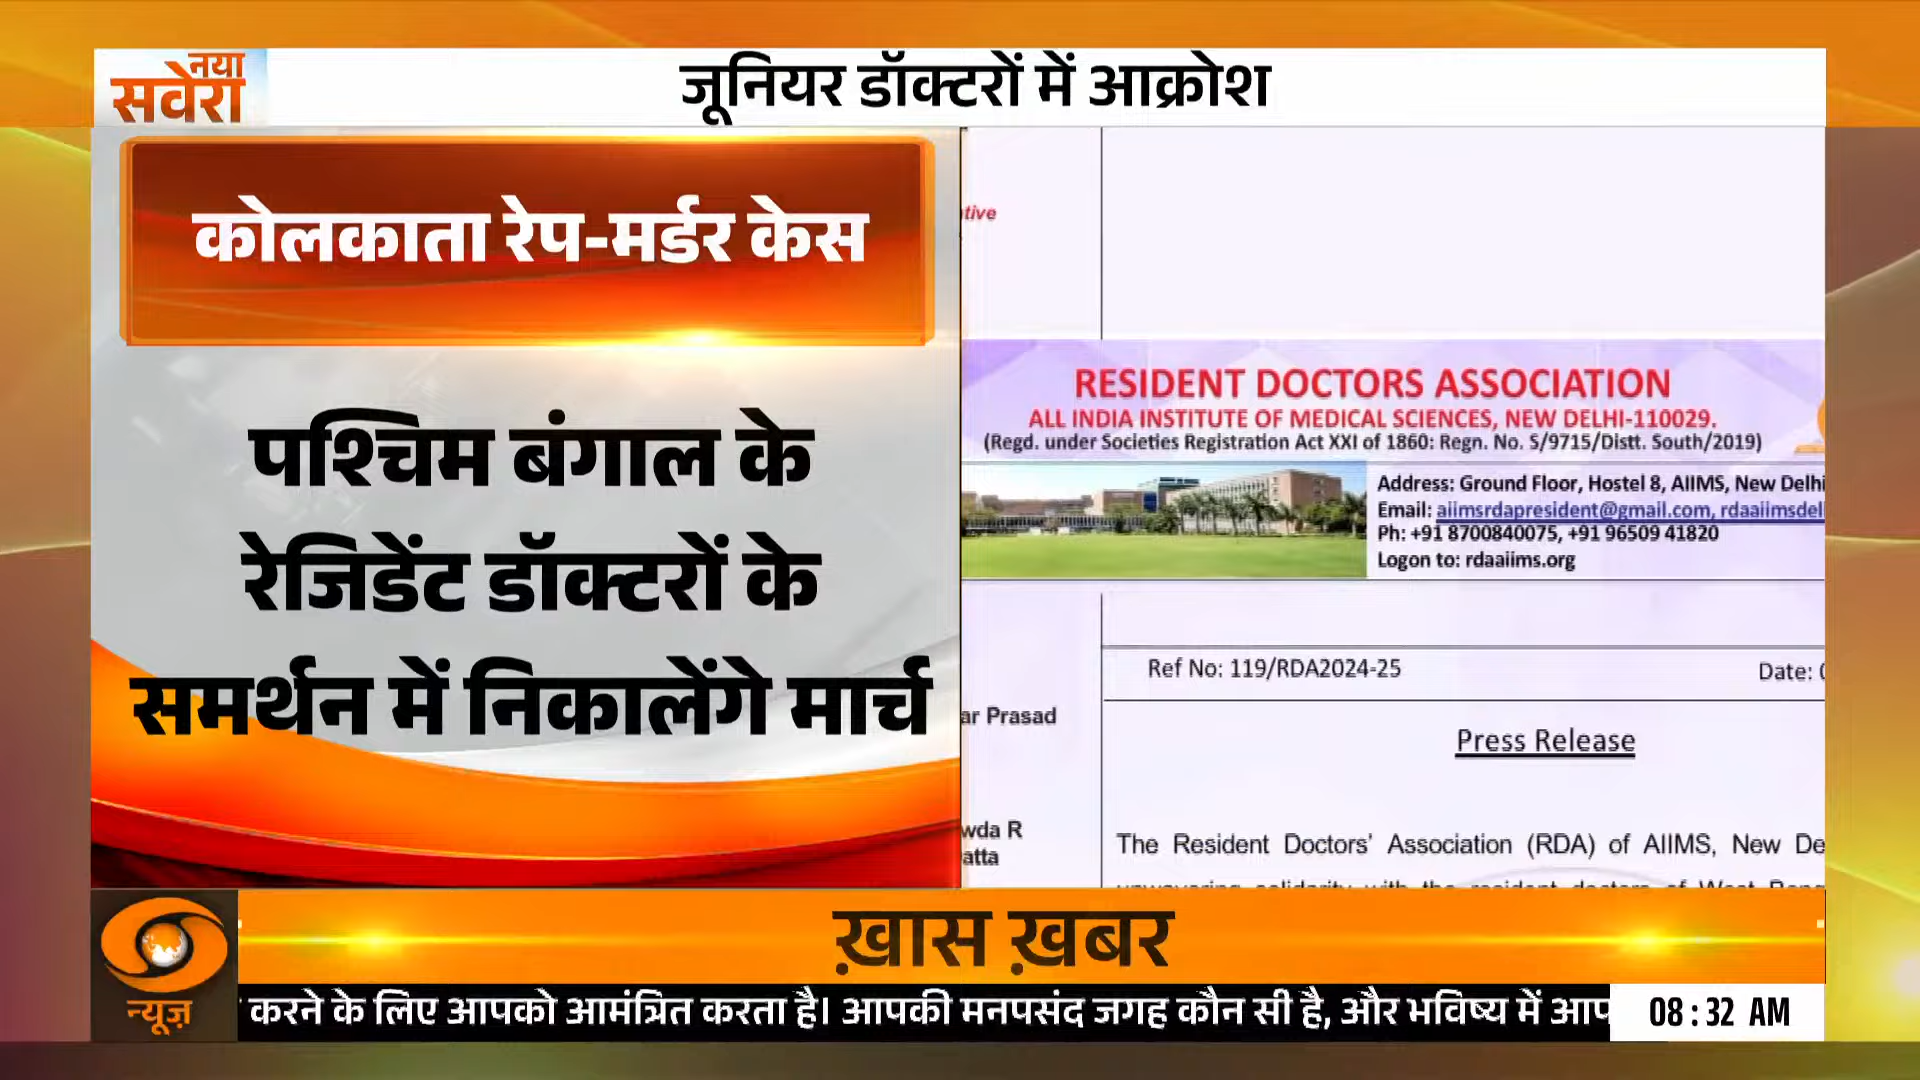 नया
सवेरा
जूनियर डॉक्टरों में आक्रोश
कोलकाता रेप-मर्डर केस
पश्चिम बंगाल के
रेजिडेंट डॉक्टरों के
समर्थन में निकालेंगे मार्च
tive
RESIDENT DOCTORS ASSOCIATION
ALL INDIA INSTITUTE OF MEDICAL SCIENCES, NEW DELHI-110029.
(Regd. under Societies Registration Act XXI of 1860: Regn. No. S/9715/Distt. South/2019)
Address: Ground Floor, Hostel 8, AIIMS, New Delhi
Email: aiimsrdapresident@gmail.com, rdaaiimsdel
Ph: +91 8700840075, +91 96509 41820
Logon to: rdaaiims.org
Ref No: 119/RDA2024-25
Date:
ar Prasad
Press Release
wda R
atta
The Resident Doctors' Association (RDA) of AIIMS, New De
ख़ास ख़बर
न्यूज़
करने के लिए आपको आमंत्रित करता है। आपकी मनपसंद जगह कौन सी है, और भविष्य में आप
08:32 AM